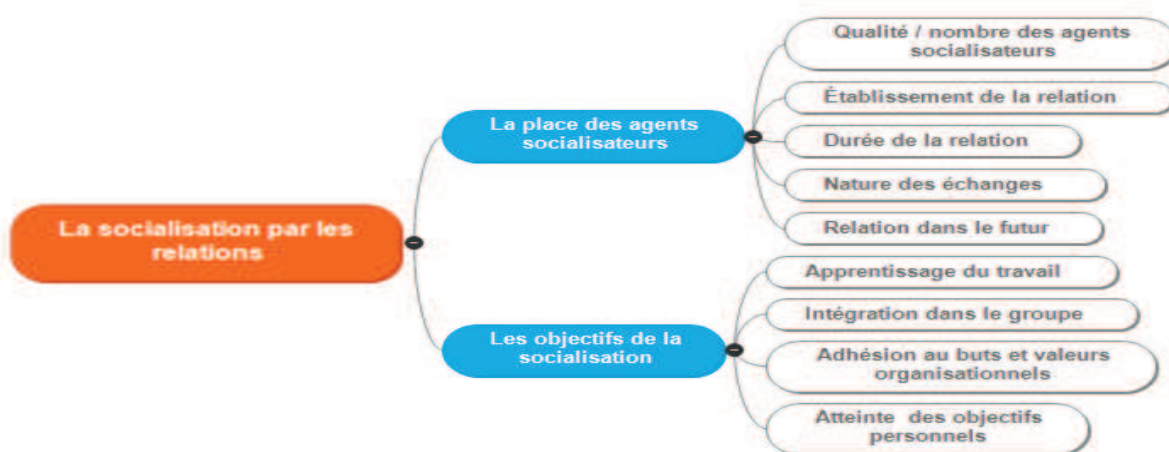 La socialisation par les
relations
La place des agents
socialisateurs
Qualité / nombre des agents
socialisateurs
Établissement de la relation
Durée de la relation
Nature des échanges
Relation dans le futur
Les objectifs de la
socialisation
Apprentissage du travail
Intégration dans le groupe
Adhésion au buts et valeurs
organisationnels
Atteinte des objectifs
personnels